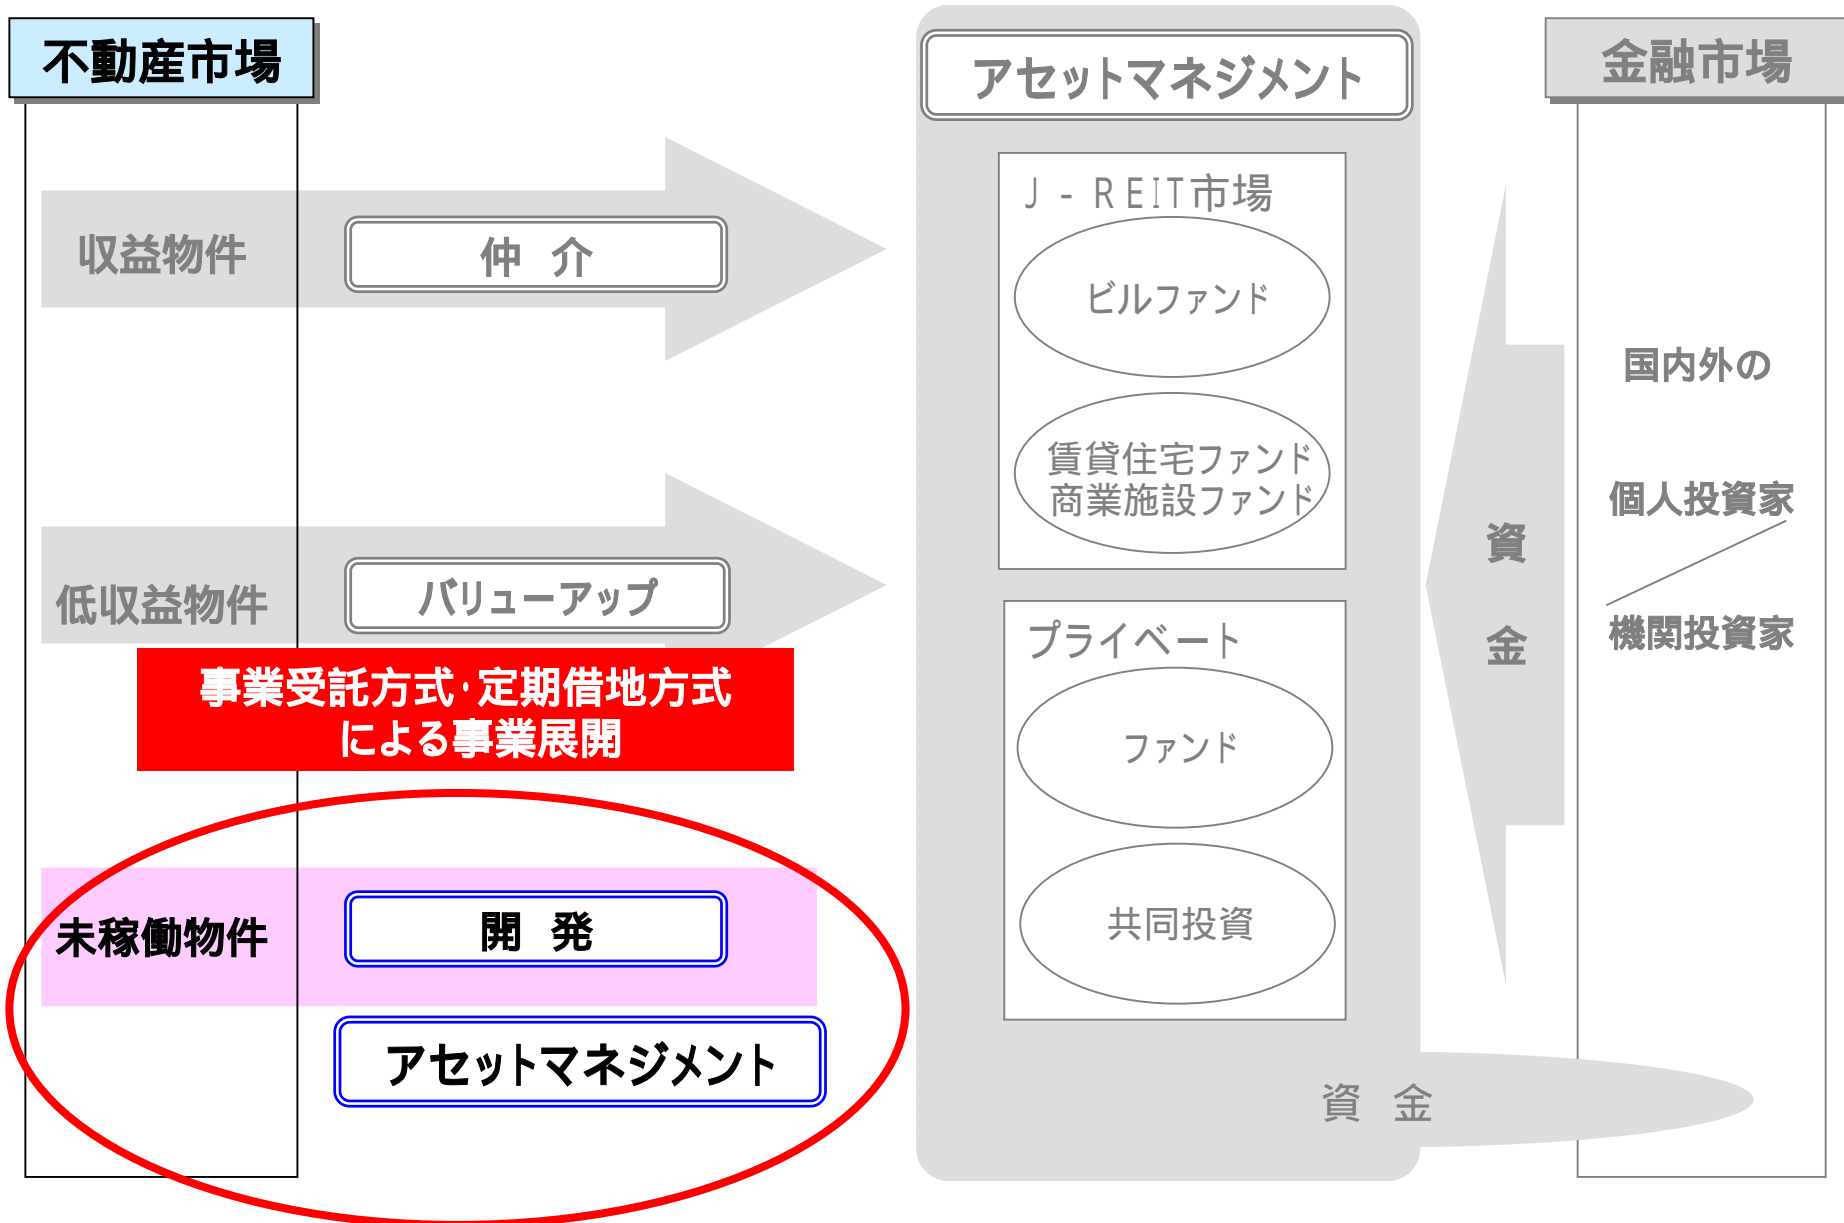 不動産市場
収益物件
仲 介
低収益物件
バリューアップ
事業受託方式・定期借地方式
による事業展開
未稼働物件
開 発
アセットマネジメント
アセットマネジメント
J-REIT市場
ビルファンド
賃貸住宅ファンド
商業施設ファンド
プライベート
ファンド
共同投資
資 金
資
金
金融市場
国内外の
個人投資家
機関投資家